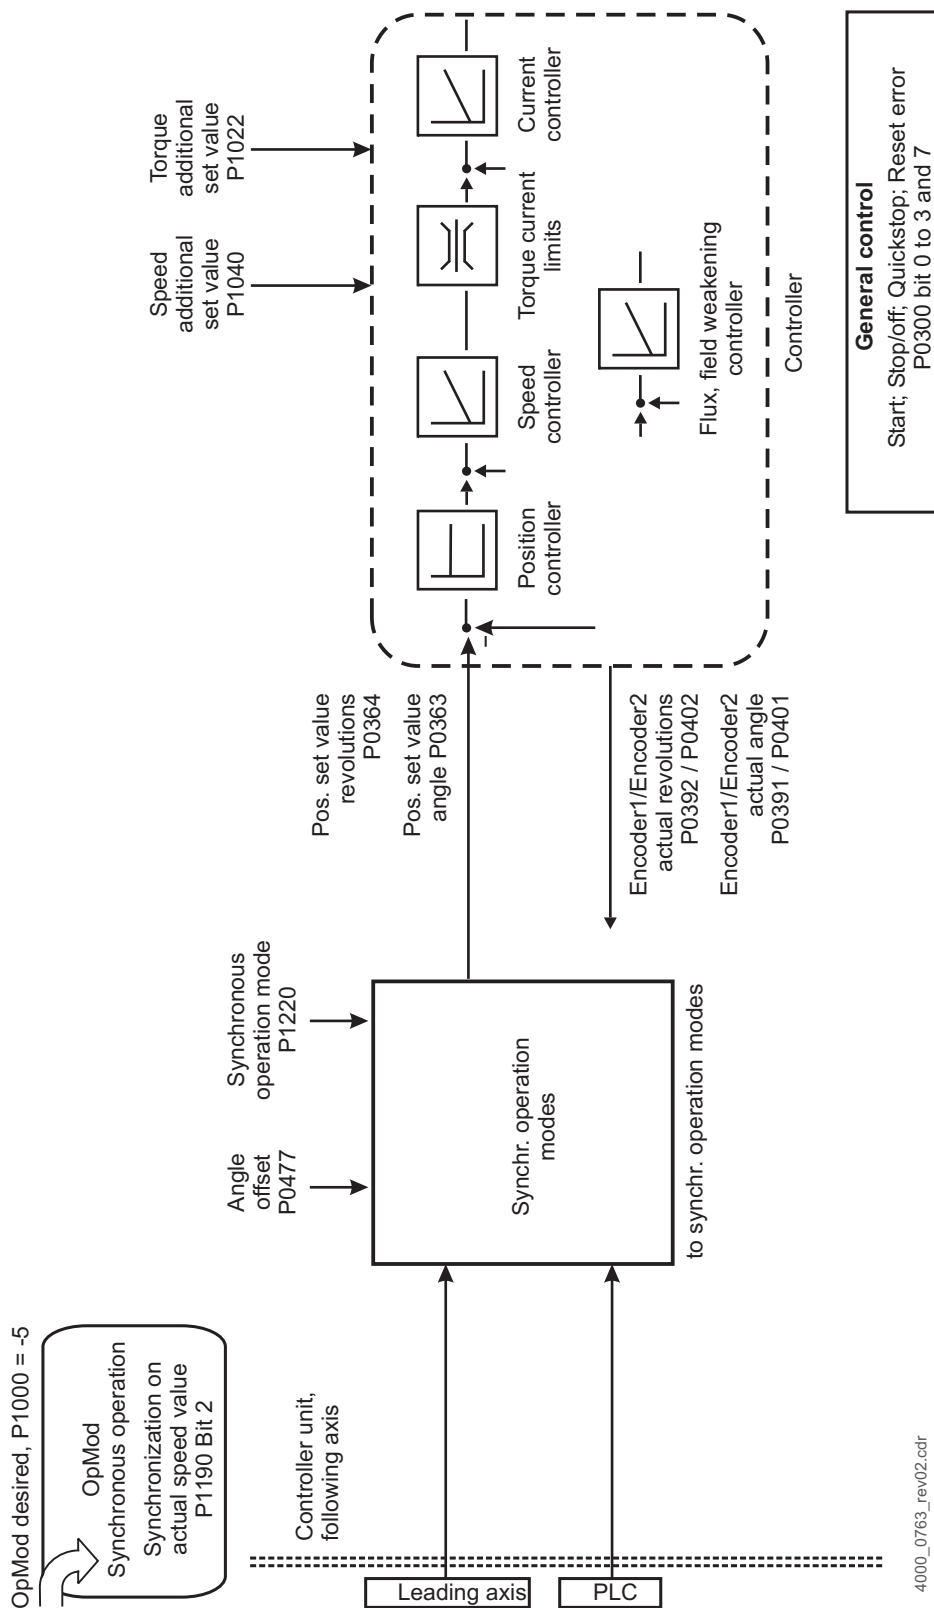 OpMod desired, P1000 = -5
OpMod
Synchronous operation
Synchronization on
actual speed value
P1190 Bit 2
Controller unit,
following axis
Leading axis
PLC
Angle
offset
P0477
Synchronous
operation mode
P1220
Synchr. operation
modes
to synchr. operation modes
Pos. set value
revolutions
P0364
Pos. set value
angle P0363
Encoder1/Encoder2
actual revolutions
P0392 / P0402
Encoder1/Encoder2
actual angle
P0391 / P0401
Speed
additional
set value
P1040
Torque
additional
set value
P1022
Position
controller
Speed
controller
Torque current
limits
Current
controller
Flux, field weakening
controller
Controller
General control
Start; Stop/off; Quickstop; Reset error
P0300 bit 0 to 3 and 7
4000_0763_rev02.cdr